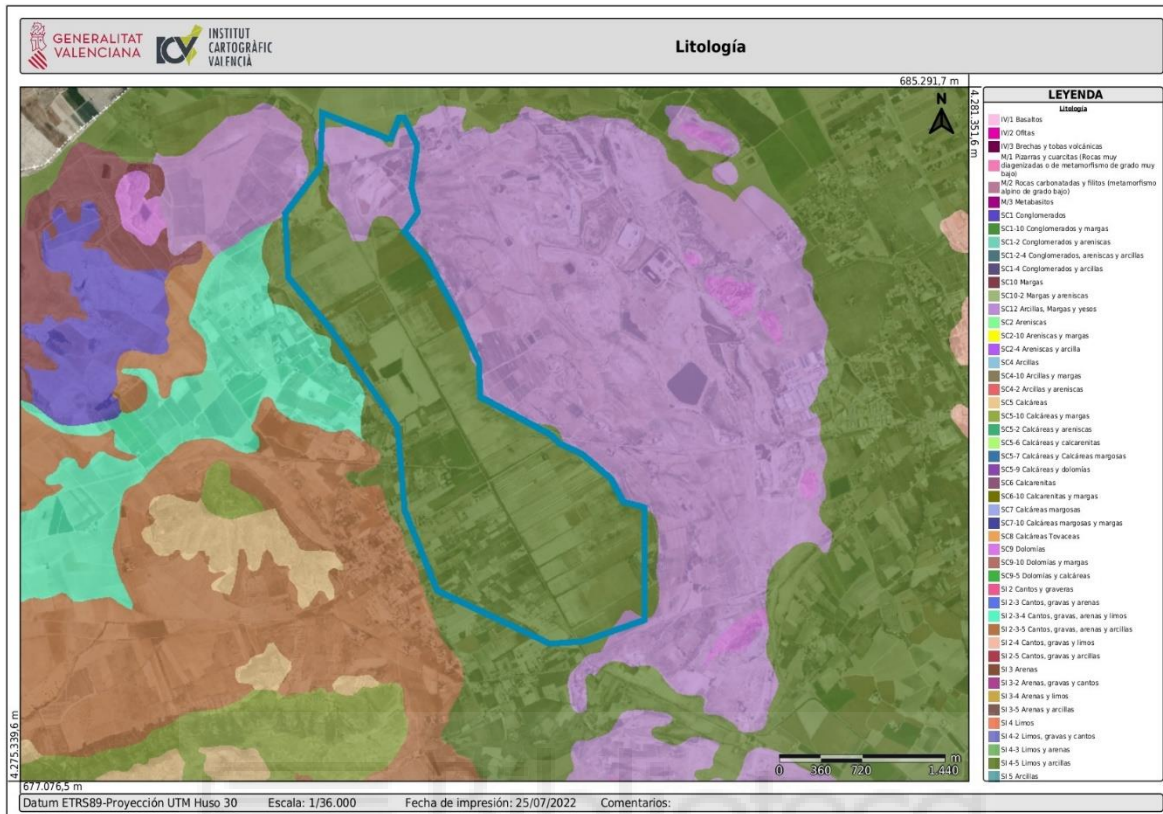 GENERALITAT
VALENCIANA
INSTITUT
CARTOGRÀFIC
VALENCIÀ
Litología
685.291,7 m
4.281.351,6 m
N
LEYENDA
Litología
IV/1 Basaltos
IV/2 Ofitas
IV/3 Brechas y tobas volcánicas
M/1 Pizarras y cuarcitas (Rocas muy
diagenizadas o de metamorfismo de grado muy
bajo)
M/2 Rocas carbonatadas y filitos (metamorfismo
alpino de grado bajo)
M/3 Metabasitos
SC1 Conglomerados
SC1-10 Conglomerados y margas
SC1-2 Conglomerados y areniscas
SC1-2-4 Conglomerados, areniscas y arcillas
SC1-4 Conglomerados y arcillas
SC10 Margas
SC10-2 Margas y areniscas
SC12 Arcillas, Margas y yesos
SC2 Areniscas
SC2-10 Areniscas y margas
SC2-4 Areniscas y arcilla
SC4 Arcillas
SC4-10 Arcillas y margas
SC4-2 Arcillas y areniscas
SC5 Calcáreas
SC5-10 Calcáreas y margas
SC5-2 Calcáreas y areniscas
SC5-6 Calcáreas y calcarenitas
SC5-7 Calcáreas y Calcáreas margosas
SC5-9 Calcáreas y dolomías
SC6 Calcarenitas
SC6-10 Calcarenitas y margas
SC7 Calcáreas margosas
SC7-10 Calcáreas margosas y margas
SC8 Calcáreas Tovaceas
SC9 Dolomías
SC9-10 Dolomías y margas
SC9-5 Dolomías y calcáreas
SI 2 Cantos y graveras
SI 2-3 Cantos, gravas y arenas
SI 2-3-4 Cantos, gravas, arenas y limos
SI 2-3-5 Cantos, gravas, arenas y arcillas
SI 2-4 Cantos, gravas y limos
SI 2-5 Cantos, gravas y arcillas
SI 3 Arenas
SI 3-2 Arenas, gravas y cantos
SI 3-4 Arenas y limos
SI 3-5 Arenas y arcillas
SI 4 Limos
SI 4-2 Limos, gravas y cantos
SI 4-3 Limos y arenas
SI 4-5 Limos y arcillas
SI 5 Arcillas
m
0 360 720 1.440
4.275.339,6 m
677.076,5 m
Datum ETRS89-Proyección UTM Huso 30 Escala: 1/36.000 Fecha de impresión: 25/07/2022 Comentarios: